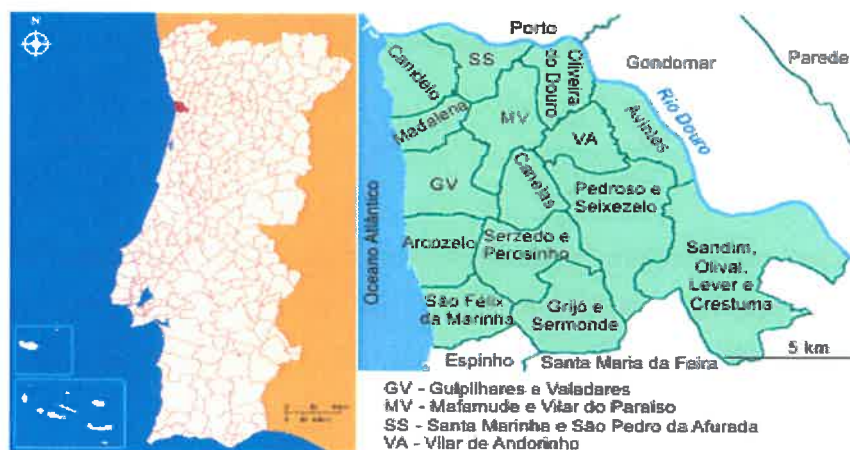 N
Porto
Candelo
SS
Oliveira
do Douro
Gondomar
Parede
Madalena
MV
VA
Avintes
Rio Douro
Oceano Atlântico
GV
Canelas
Pedroso e
Seixezelo
Arcozelo
Serzedo e
Perosinho
Sandim,
Olival,
Lever e
Crestuma
São Félix
da Marinha
Grijó e
Sermonde
Espinho
Santa Maria da Feira
5 km
GV - Gulpilhares e Valadares
MV - Mafamude e Vilar do Paraíso
SS - Santa Marinha e São Pedro da Afurada
VA - Vilar de Andorinho